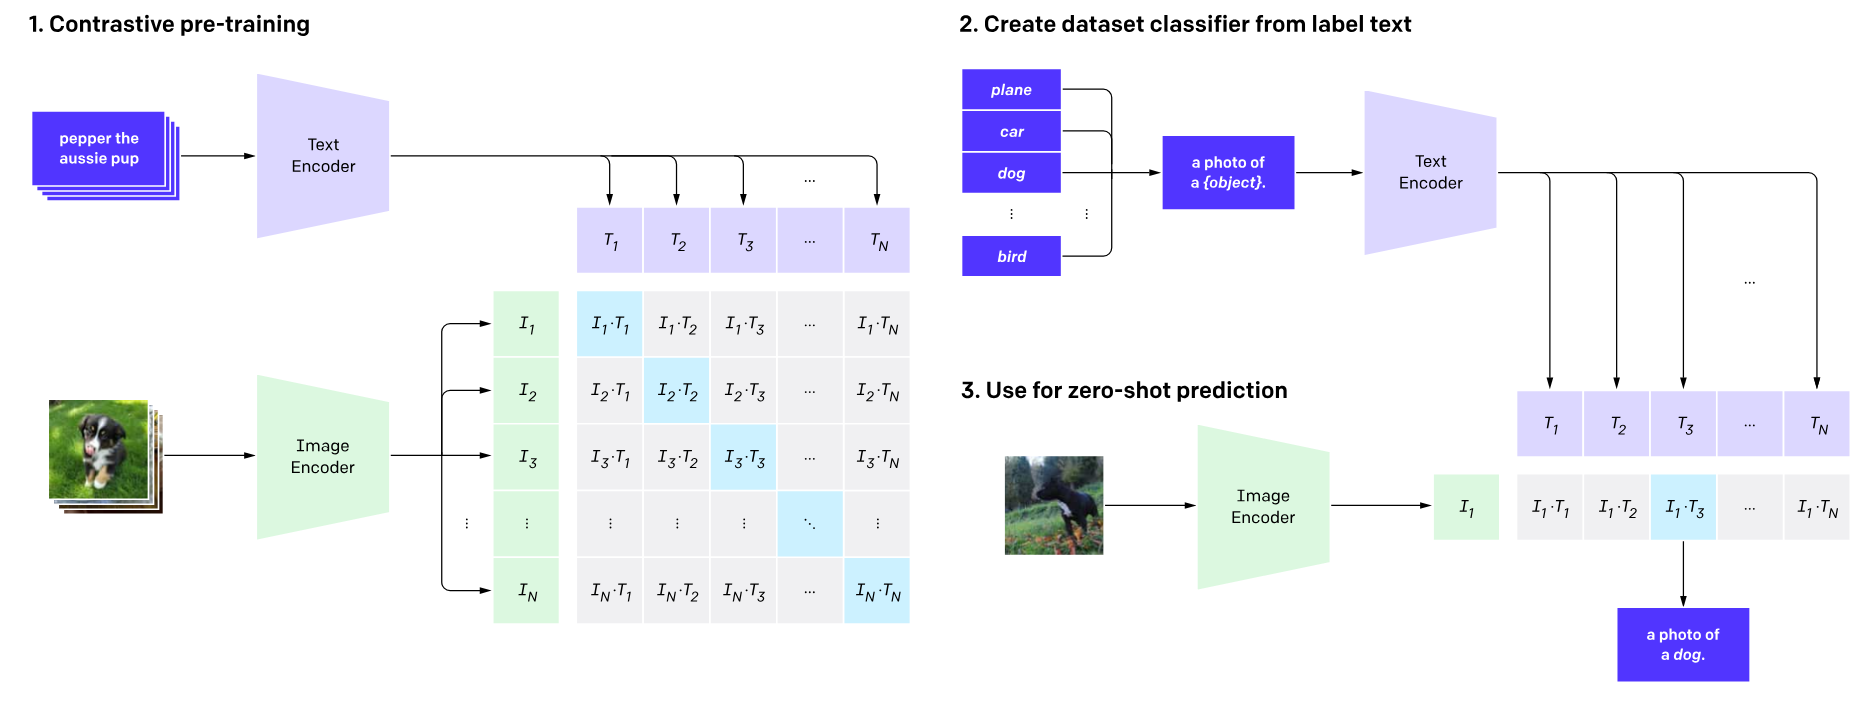 1. Contrastive pre-training
pepper the
aussie pup
Text
Encoder
...
T1 T2 T3 ... TN
Image
Encoder
⋮
I1 I1·T1 I1·T2 I1·T3 ... I1·TN
I2 I2·T1 I2·T2 I2·T3 ... I2·TN
I3 I3·T1 I3·T2 I3·T3 ... I3·TN
⋮ ⋮ ⋮ ⋮ ⋱ ⋮
IN IN·T1 IN·T2 IN·T3 ... IN·TN
2. Create dataset classifier from label text
plane
car
dog
⋮ ⋮
bird
a photo of
a {object}.
Text
Encoder
...
3. Use for zero-shot prediction
Image
Encoder
T1 T2 T3 ... TN
I1 I1·T1 I1·T2 I1·T3 ... I1·TN
a photo of
a dog.